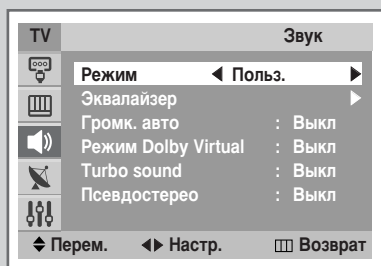 TV Звук
Режим Польз.
Эквалайзер
Громк. авто : Выкл
Режим Dolby Virtual : Выкл
Turbo sound : Выкл
Псевдостерео : Выкл
Перем. Настр. Возврат